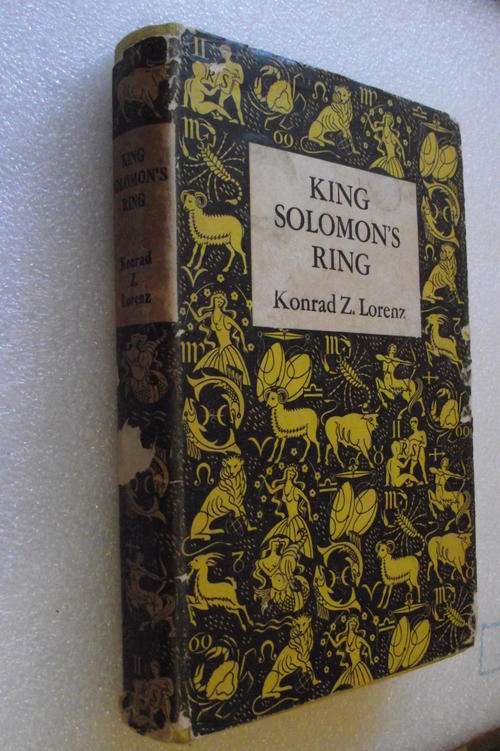 KING
SOLOMON'S
RING
Konrad
Z.
Lorenz
KING
SOLOMON'S
RING
Konrad Z. Lorenz